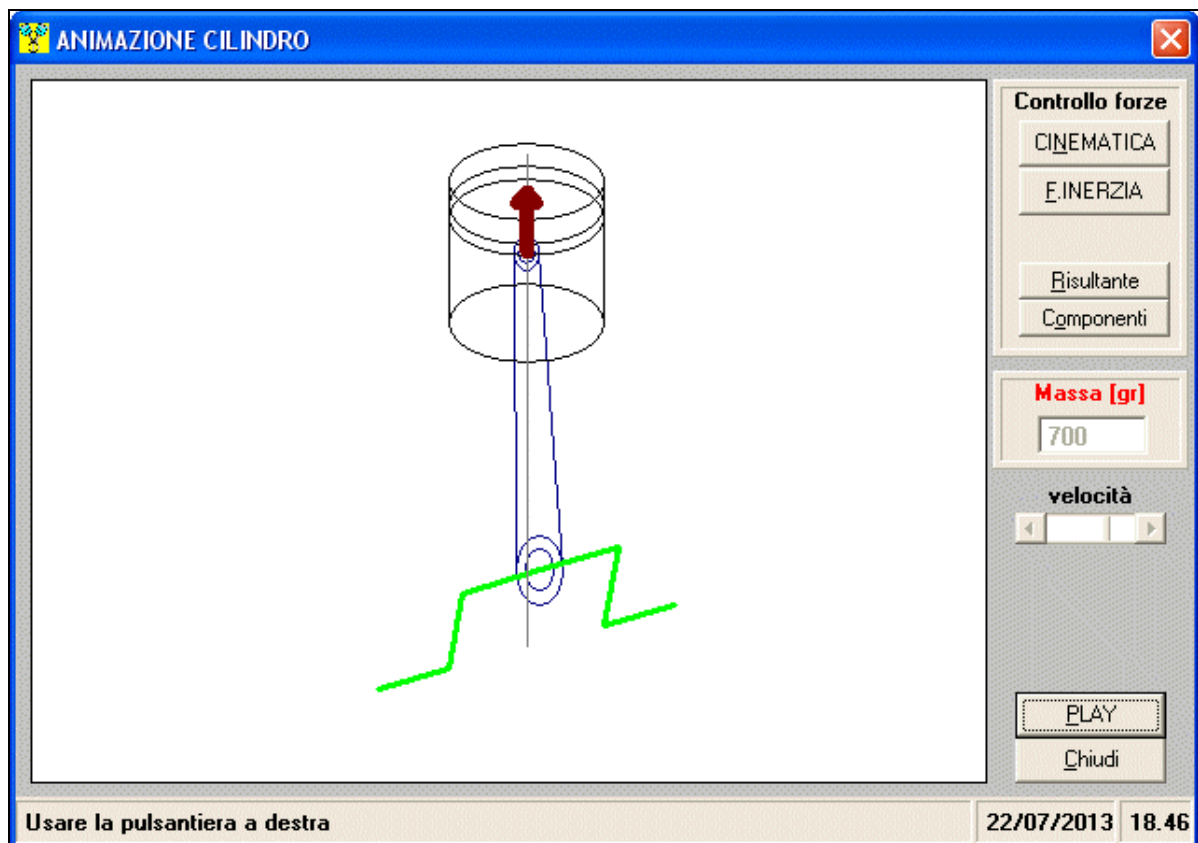 ANIMAZIONE CILINDRO
Controllo forze
CINEMATICA
F.INERZIA
Risultante
Componenti
Massa [gr]
700
velocità
PLAY
Chiudi
Usare la pulsantiera a destra
22/07/2013
18.46